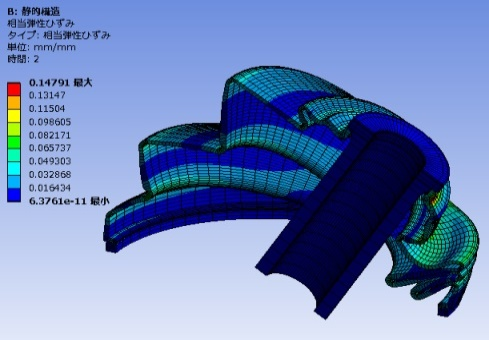 B: 静的構造
相当弾性ひずみ
タイプ: 相当弾性ひずみ
単位: mm/mm
時間: 2
0.14791 最大
0.13147
0.11504
0.098605
0.082171
0.065737
0.049303
0.032868
0.016434
6.3761e-11 最小